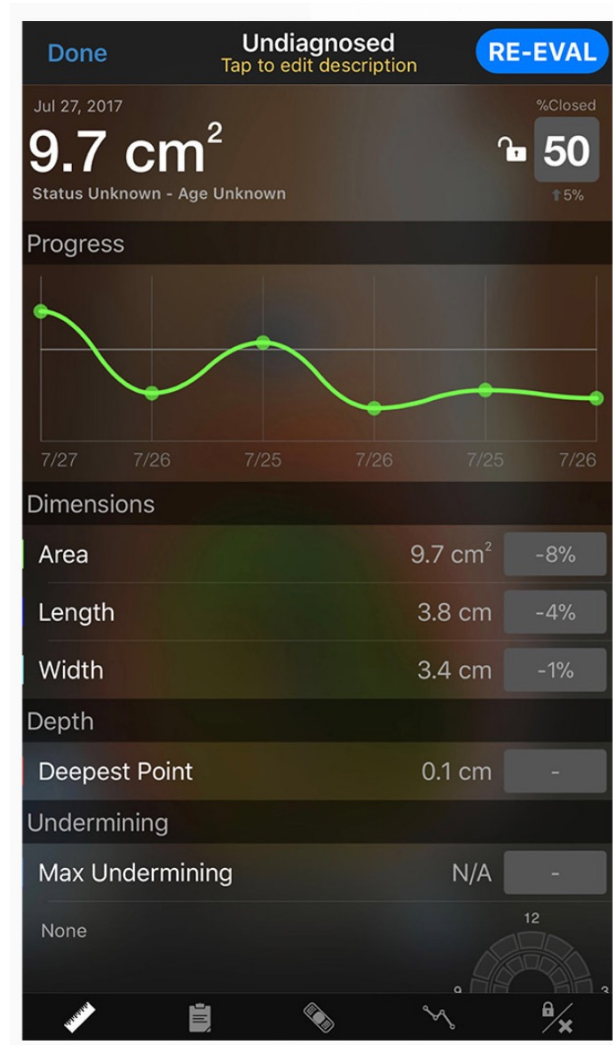 Done
Undiagnosed
Tap to edit description
RE-EVAL
Jul 27, 2017
%Closed
9.7 cm²
50
Status Unknown - Age Unknown
5%
Progress
7/27 7/26 7/25 7/26 7/25 7/26
Dimensions
Area 9.7 cm² -8%
Length 3.8 cm -4%
Width 3.4 cm -1%
Depth
Deepest Point 0.1 cm -
Undermining
Max Undermining N/A -
None
12
9 3